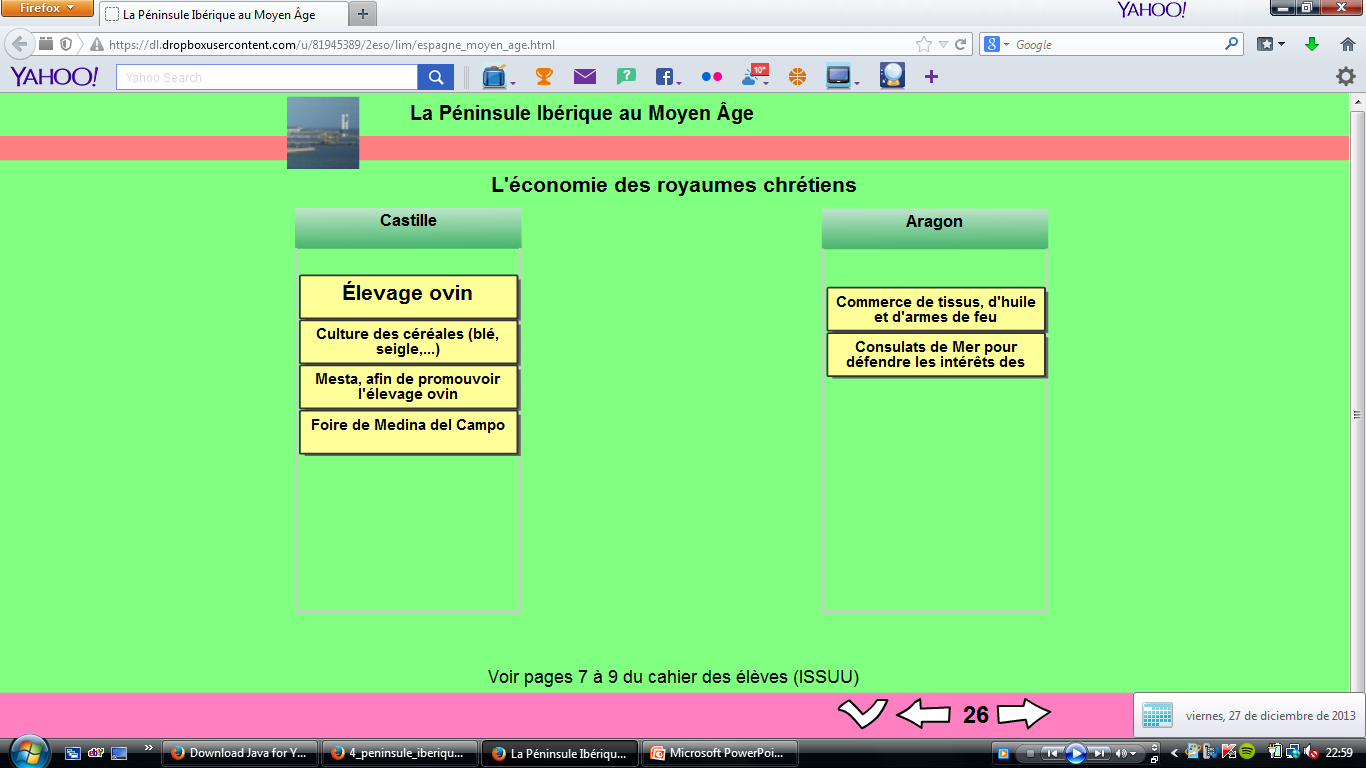 Firefox
La Péninsule Ibérique au Moyen Âge
YAHOO!
https://dl.dropboxusercontent.com/u/81945389/2eso/lim/espagne_moyen_age.html
Google
YAHOO!
Yahoo Search
10°
La Péninsule Ibérique au Moyen Âge
L'économie des royaumes chrétiens
Castille
Aragon
Élevage ovin
Culture des céréales (blé,
seigle,...)
Mesta, afin de promouvoir
l'élevage ovin
Foire de Medina del Campo
Commerce de tissus, d'huile
et d'armes de feu
Consulats de Mer pour
défendre les intérêts des
Voir pages 7 à 9 du cahier des élèves (ISSUU)
26
viernes, 27 de diciembre de 2013
Download Java for Y...
4_peninsule_iberiqu...
La Péninsule Ibériqu...
Microsoft PowerPoi...
22:59